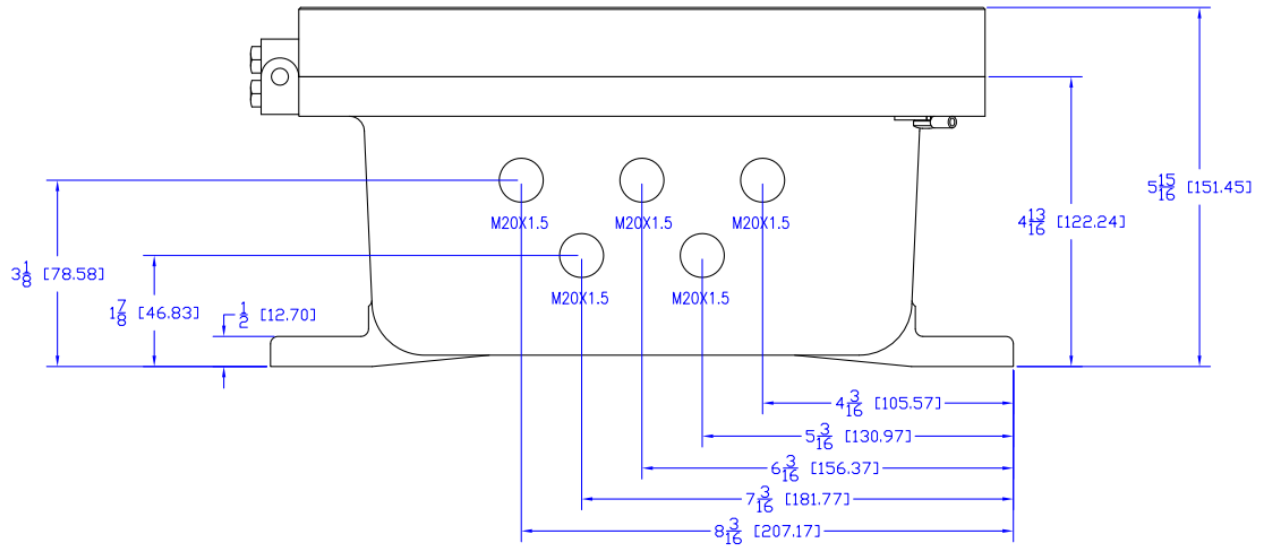 5 15/16 [151.45]
4 13/16 [122.24]
M20X1.5 M20X1.5 M20X1.5
3 1/8 [78.58]
M20X1.5 M20X1.5
1 7/8 [46.83]
1/2 [12.70]
4 3/16 [105.57]
5 3/16 [130.97]
6 3/16 [156.37]
7 3/16 [181.77]
8 3/16 [207.17]